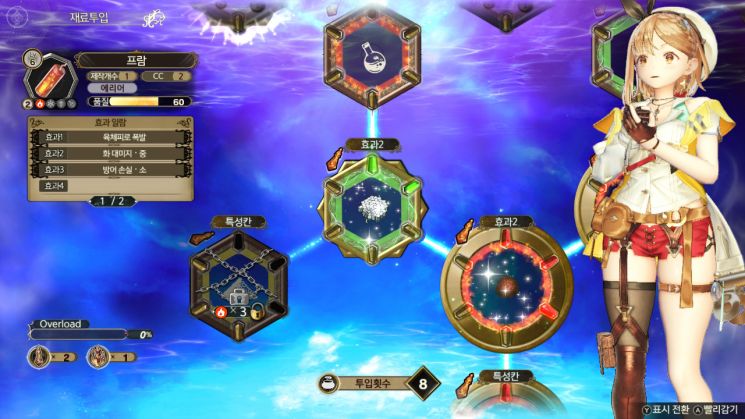 재료투입
Lv
6
프람
제작개수 1 CC 2
에리어
2
품질 60
효과 일람
효과1 육체피로 폭발
효과2 화 대미지·중
효과3 방어 손실·소
효과4
1 / 2
효과2
특성칸
× 3
효과2
Overload
0%
× 2 × 1
투입횟수 8
특성칸
Y 표시 전환 A 빨리감기